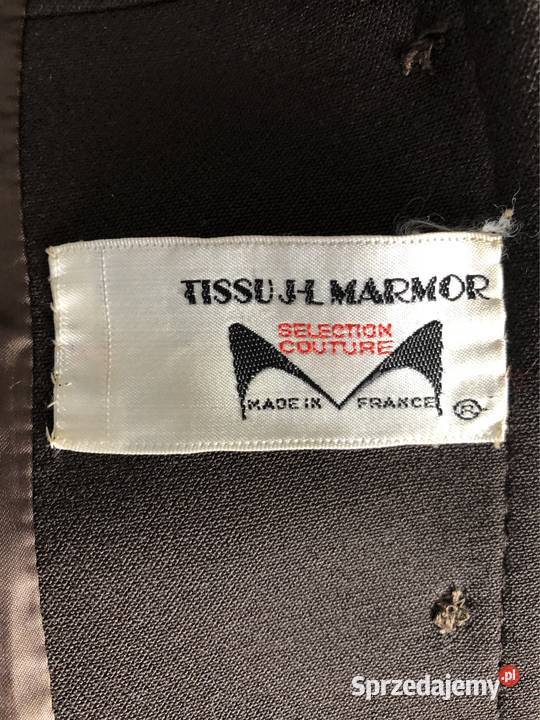 TISSU J-L MARMOR
SELECTION
COUTURE
MADE IN FRANCE ®
Sprzedajemy.pl